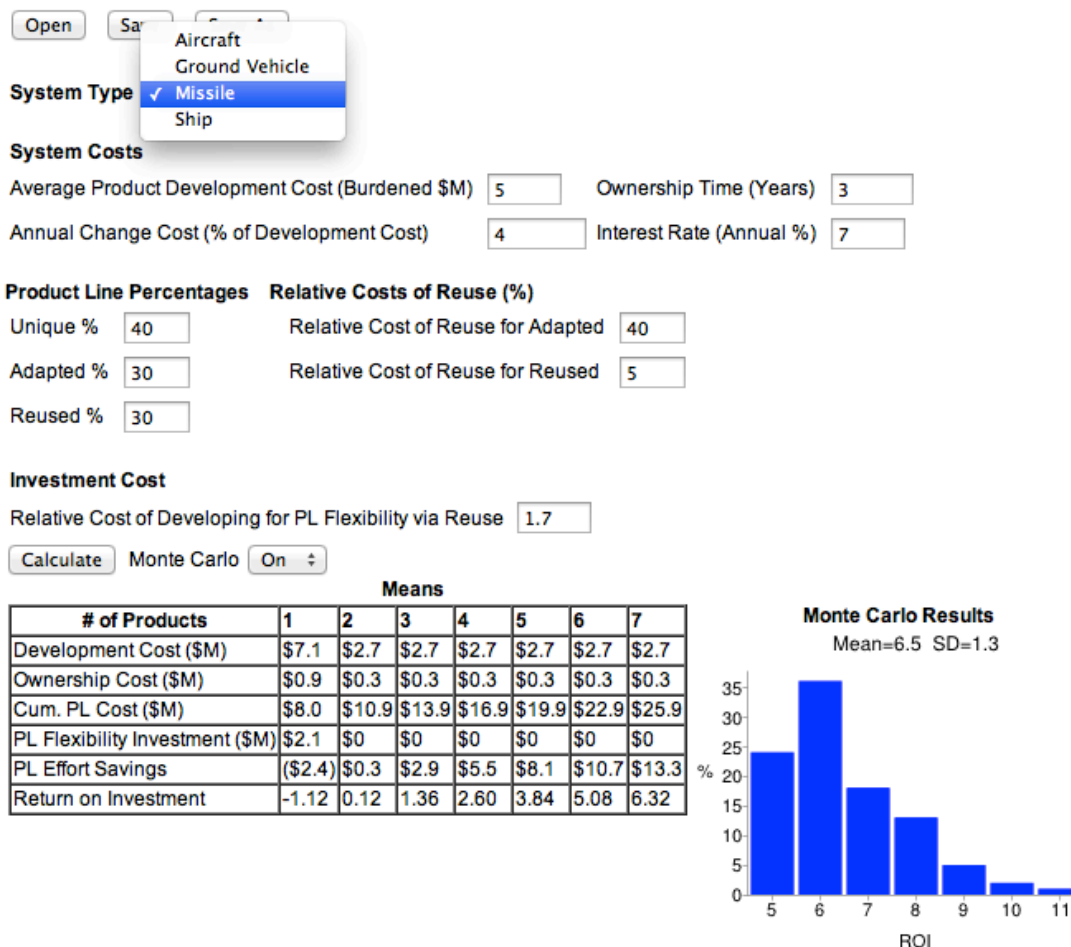 Open
Aircraft
Ground Vehicle
System Type ✓ Missile
Ship
System Costs
Average Product Development Cost (Burdened $M) 5 Ownership Time (Years) 3
Annual Change Cost (% of Development Cost) 4 Interest Rate (Annual %) 7
Product Line Percentages Relative Costs of Reuse (%)
Unique % 40 Relative Cost of Reuse for Adapted 40
Adapted % 30 Relative Cost of Reuse for Reused 5
Reused % 30
Investment Cost
Relative Cost of Developing for PL Flexibility via Reuse 1.7
Calculate Monte Carlo On
Means
# of Products 1 2 3 4 5 6 7
Development Cost ($M) $7.1 $2.7 $2.7 $2.7 $2.7 $2.7 $2.7
Ownership Cost ($M) $0.9 $0.3 $0.3 $0.3 $0.3 $0.3 $0.3
Cum. PL Cost ($M) $8.0 $10.9 $13.9 $16.9 $19.9 $22.9 $25.9
PL Flexibility Investment ($M) $2.1 $0 $0 $0 $0 $0 $0
PL Effort Savings ($2.4) $0.3 $2.9 $5.5 $8.1 $10.7 $13.3
Return on Investment -1.12 0.12 1.36 2.60 3.84 5.08 6.32
Monte Carlo Results
Mean=6.5 SD=1.3
35
30
25
% 20
15
10
5
0
5 6 7 8 9 10 11
ROI